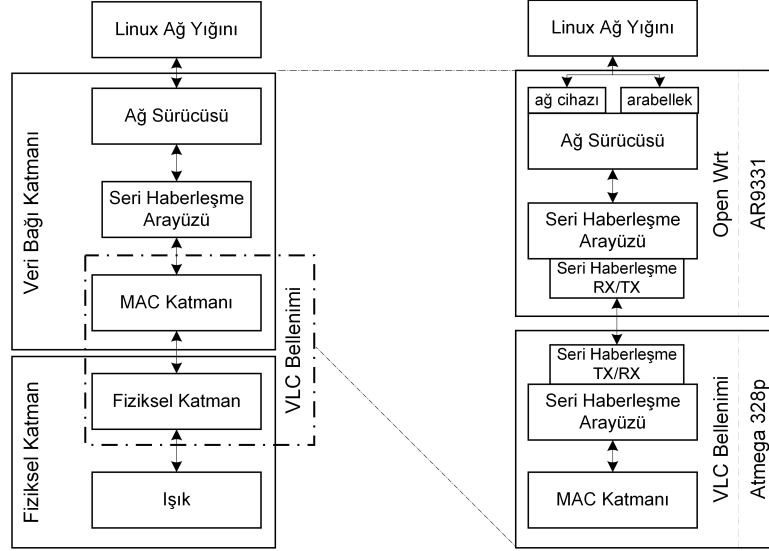 Linux Ağ Yığını
Veri Bağı Katmanı
Ağ Sürücüsü
Seri Haberleşme
Arayüzü
MAC Katmanı
VLC Bellenimi
Fiziksel Katman
Fiziksel Katman
Işık
Linux Ağ Yığını
ağ cihazı
arabellek
Ağ Sürücüsü
Seri Haberleşme
Arayüzü
Seri Haberleşme
RX/TX
Open Wrt
AR9331
Seri Haberleşme
TX/RX
Seri Haberleşme
Arayüzü
MAC Katmanı
VLC Bellenimi
Atmega 328p